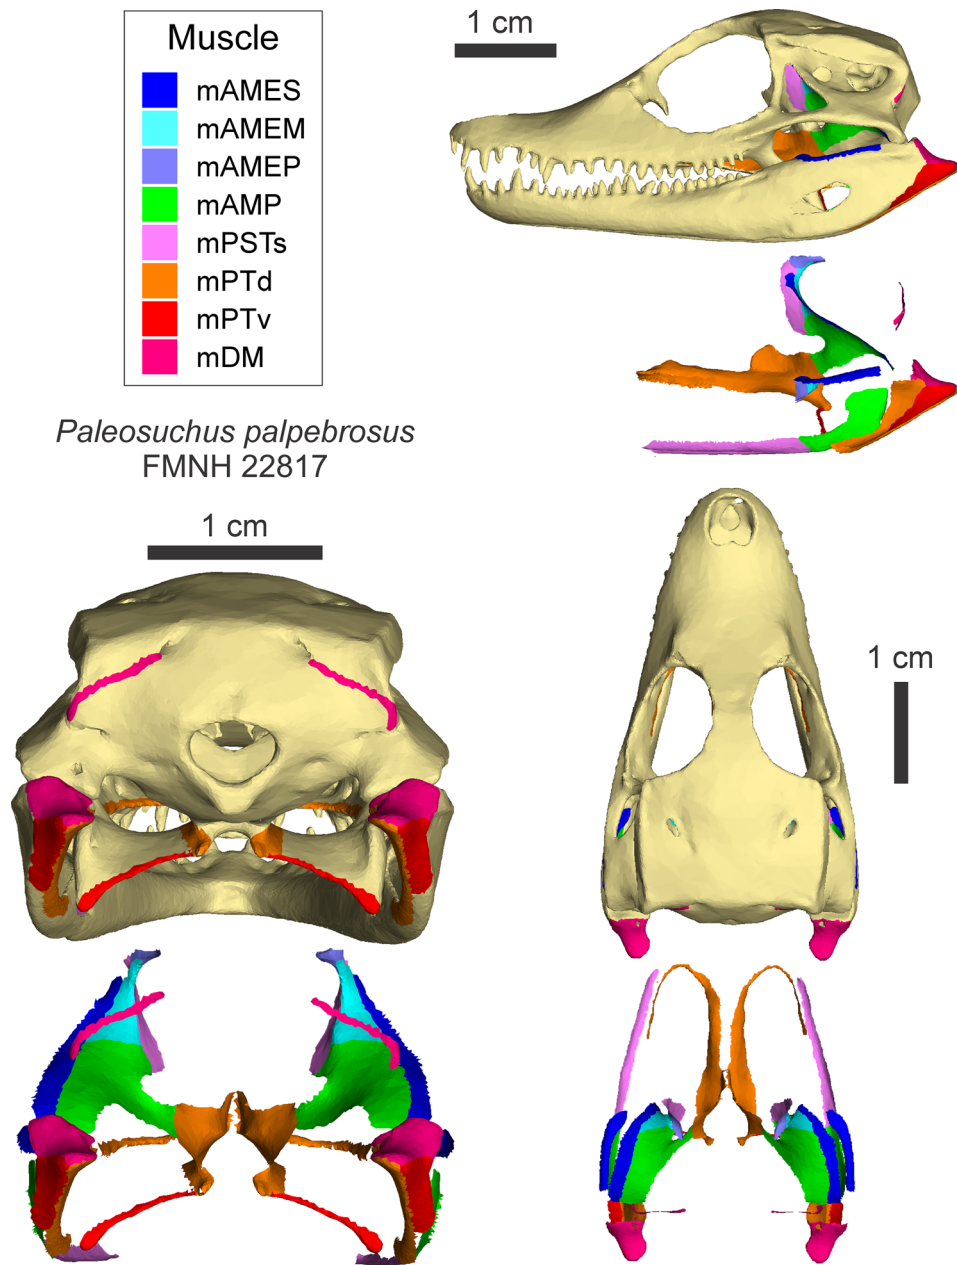 Muscle
mAMES
mAMEM
mAMEP
mAMP
mPSTs
mPTd
mPTv
mDM
1 cm
Paleosuchus palpebrosus
FMNH 22817
1 cm
1 cm